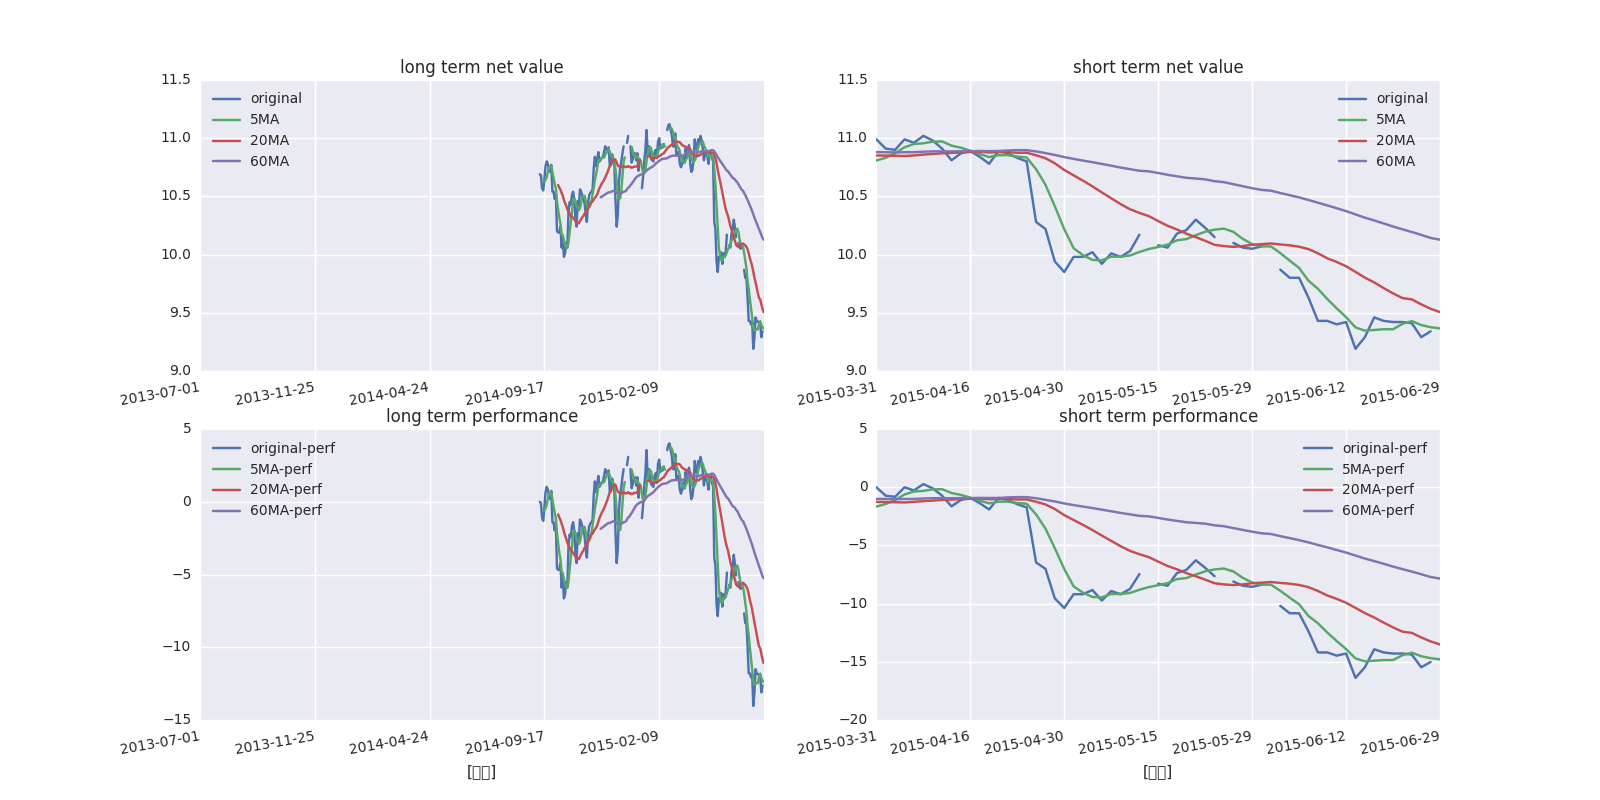 long term net value
11.5
11.0
10.5
10.0
9.5
9.0
original
5MA
20MA
60MA
2013-07-01
2013-11-25
2014-04-24
2014-09-17
2015-02-09
short term net value
11.5
11.0
10.5
10.0
9.5
9.0
original
5MA
20MA
60MA
2015-03-31
2015-04-16
2015-04-30
2015-05-15
2015-05-29
2015-06-12
2015-06-29
long term performance
5
0
−5
−10
−15
original-perf
5MA-perf
20MA-perf
60MA-perf
2013-07-01
2013-11-25
2014-04-24
2014-09-17
2015-02-09
short term performance
5
0
−5
−10
−15
−20
original-perf
5MA-perf
20MA-perf
60MA-perf
2015-03-31
2015-04-16
2015-04-30
2015-05-15
2015-05-29
2015-06-12
2015-06-29